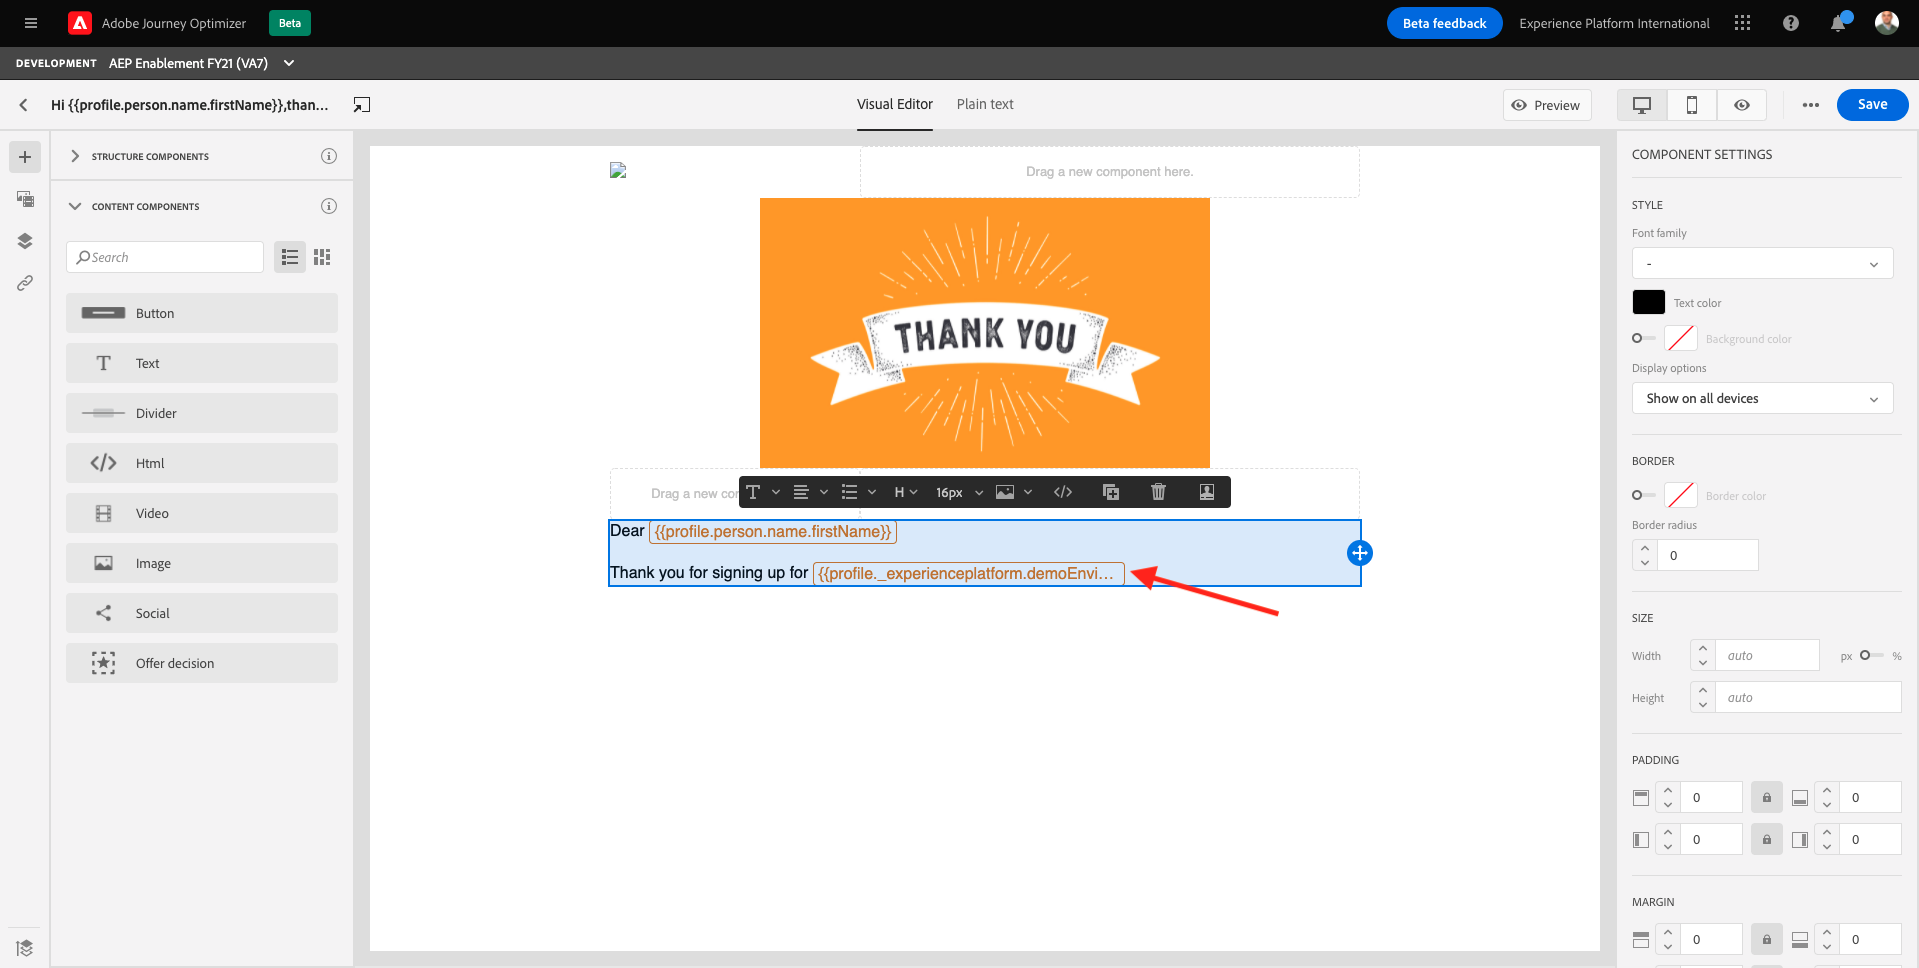 Adobe Journey Optimizer Beta Beta feedback Experience Platform International
DEVELOPMENT AEP Enablement FY21 (VA7)
Hi {{profile.person.name.firstName}},than... Visual Editor Plain text Preview Save
STRUCTURE COMPONENTS
CONTENT COMPONENTS
Search
Button
Text
Divider
Html
Video
Image
Social
Offer decision
Drag a new component here.
THANK YOU
Drag a new cor
H 16px
Dear {{profile.person.name.firstName}}
Thank you for signing up for {{profile._experienceplatform.demoEnvi...
COMPONENT SETTINGS
STYLE
Font family
-
Text color
Background color
Display options
Show on all devices
BORDER
Border color
Border radius
0
SIZE
Width auto px %
Height auto
PADDING
0 0
0 0
MARGIN
0 0